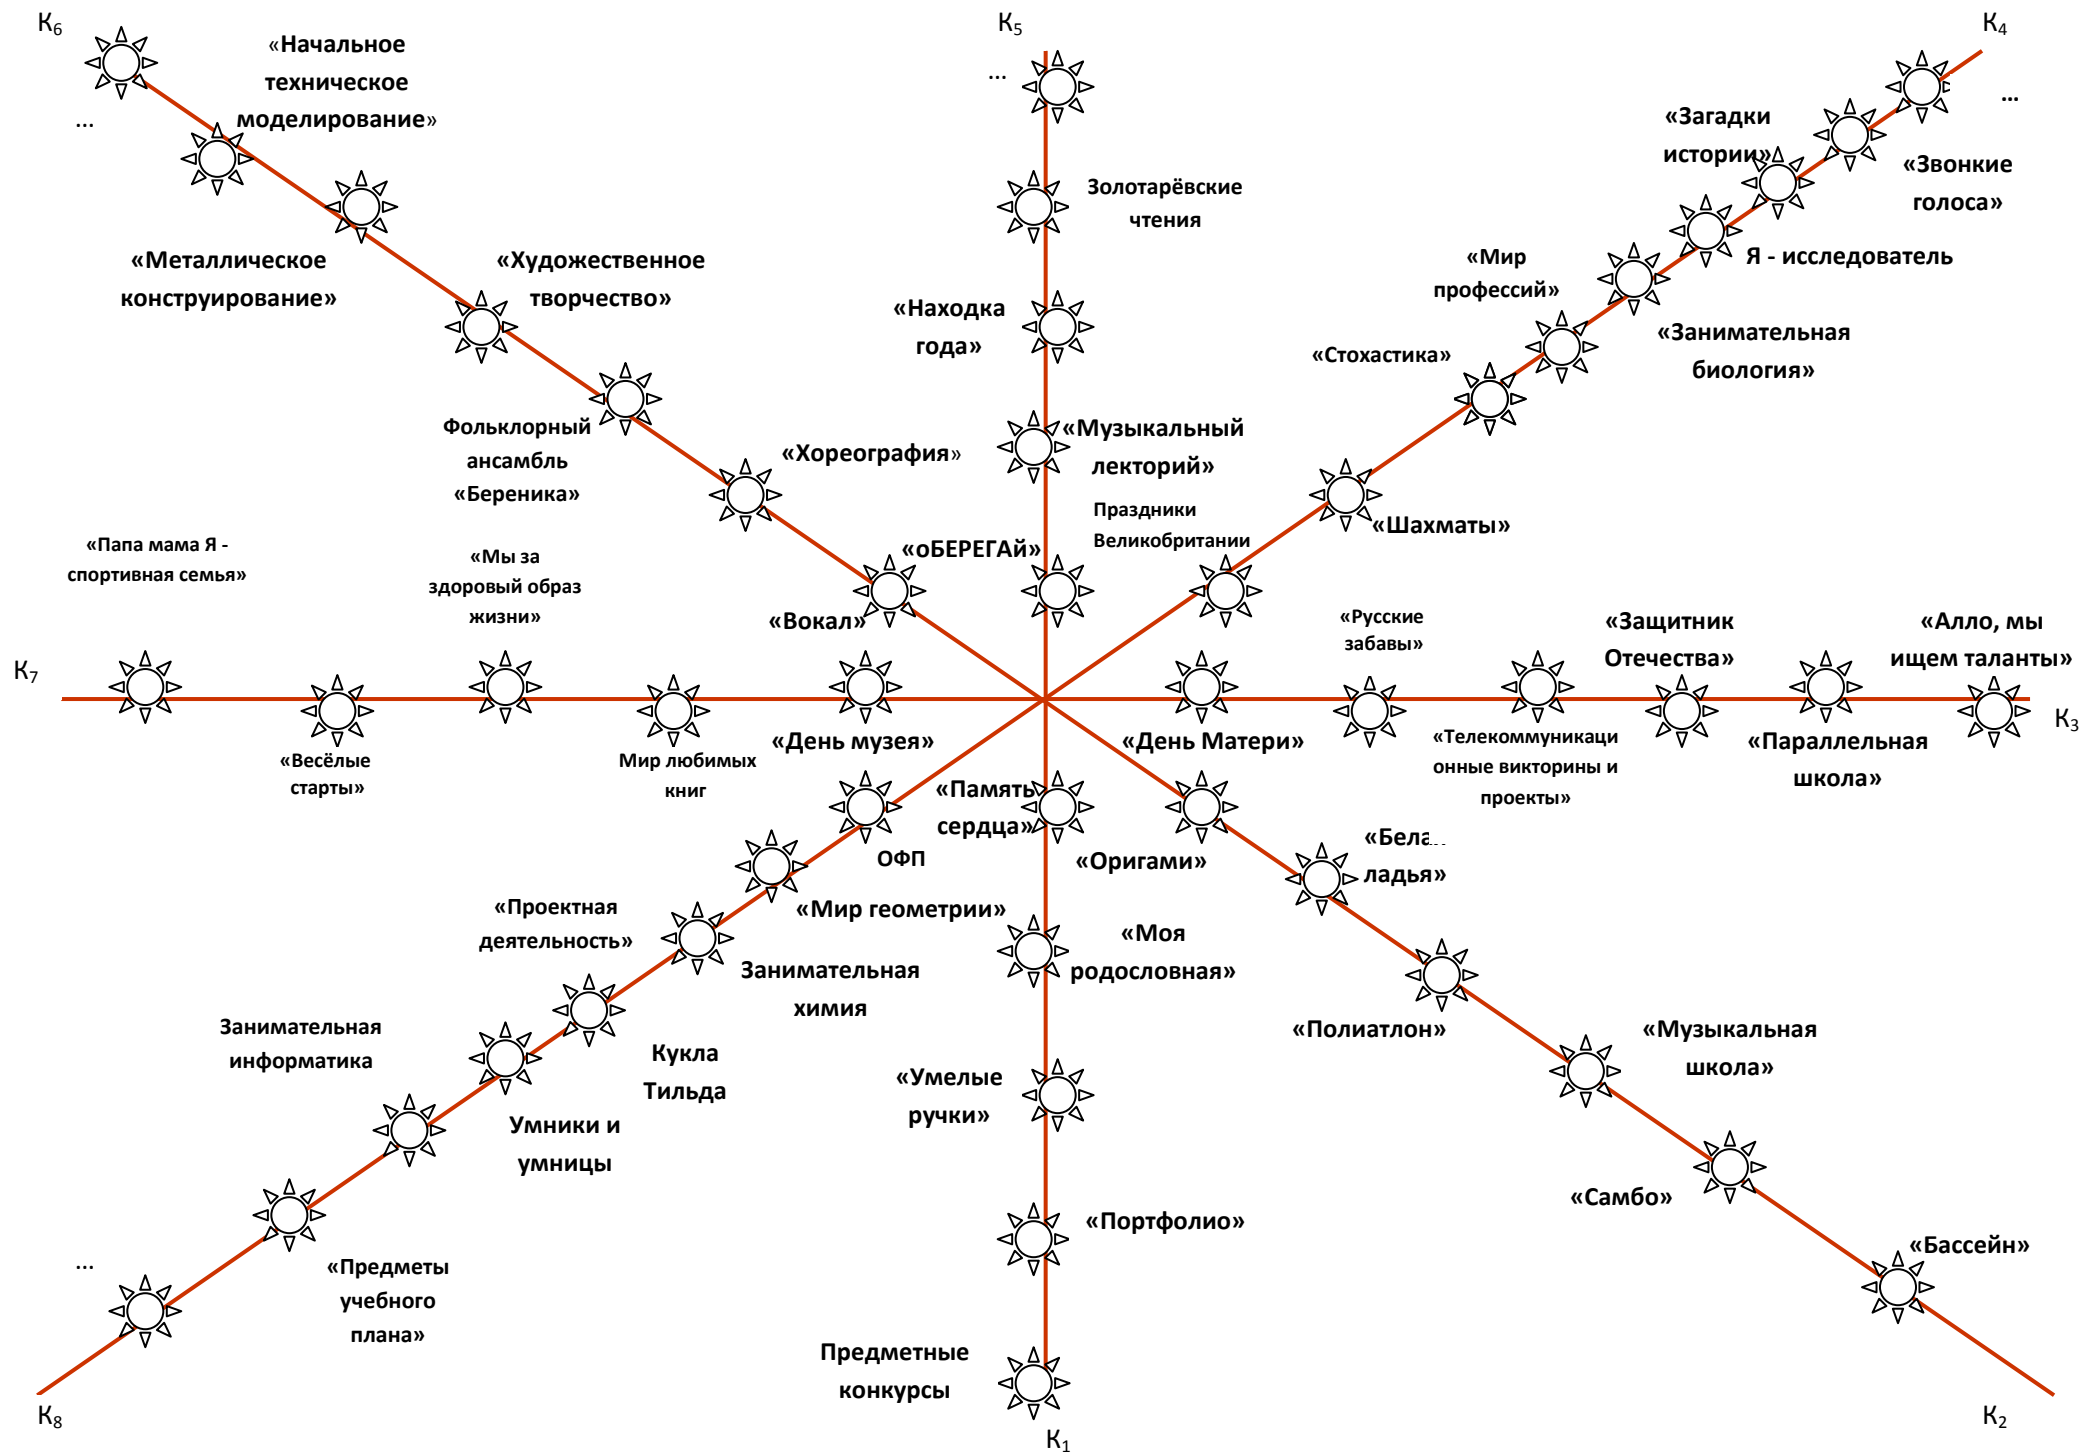 К6
К5
К4
«Начальное
техническое
моделирование»
...
...
...
«Загадки
истории»
«Звонкие
голоса»
Золотарёвские
чтения
«Металлическое
конструирование»
«Художественное
творчество»
«Мир
профессий»
Я - исследователь
«Находка
года»
«Стохастика»
«Занимательная
биология»
Фольклорный
ансамбль
«Береника»
«Хореография»
«Музыкальный
лекторий»
Праздники
Великобритании
«Шахматы»
«Папа мама Я -
спортивная семья»
«Мы за
здоровый образ
жизни»
«оБЕРЕГАй»
«Вокал»
«Русские
забавы»
«Защитник
Отечества»
«Алло, мы
ищем таланты»
К7
К3
«Весёлые
старты»
Мир любимых
книг
«День музея»
«День Матери»
«Телекоммуникаци
онные викторины и
проекты»
«Параллельная
школа»
«Память
сердца»
ОФП
«Оригами»
ладья»
«Проектная
деятельность»
«Мир геометрии»
«Моя
родословная»
Занимательная
химия
Занимательная
информатика
Кукла
Тильда
«Полиатлон»
«Музыкальная
школа»
«Умелые
ручки»
Умники и
умницы
«Самбо»
«Портфолио»
«Бассейн»
...
«Предметы
учебного
плана»
Предметные
конкурсы
К8
К1
К2